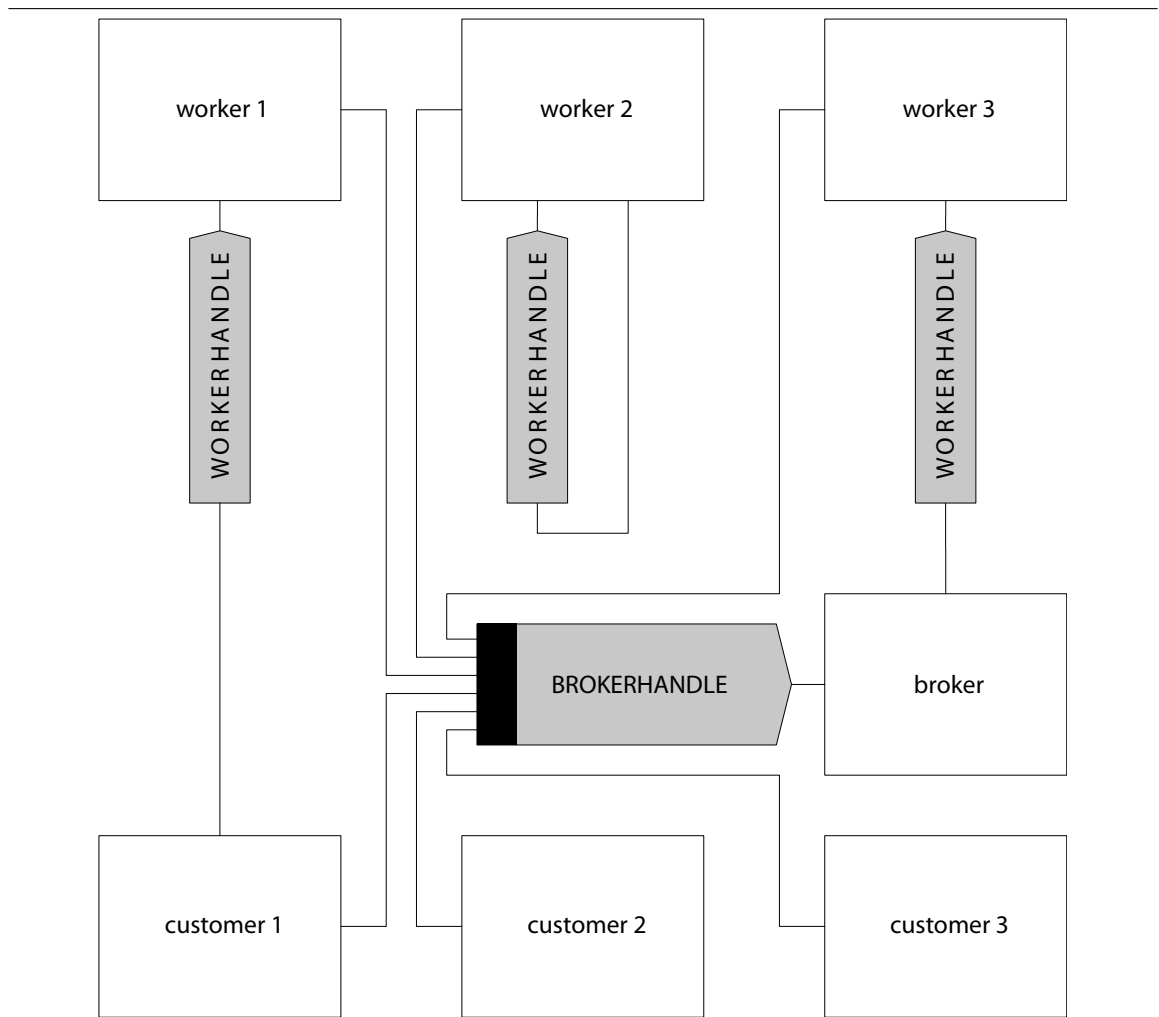 worker 1
worker 2
worker 3
WORKERHANDLE
WORKERHANDLE
WORKERHANDLE
BROKERHANDLE
broker
customer 1
customer 2
customer 3